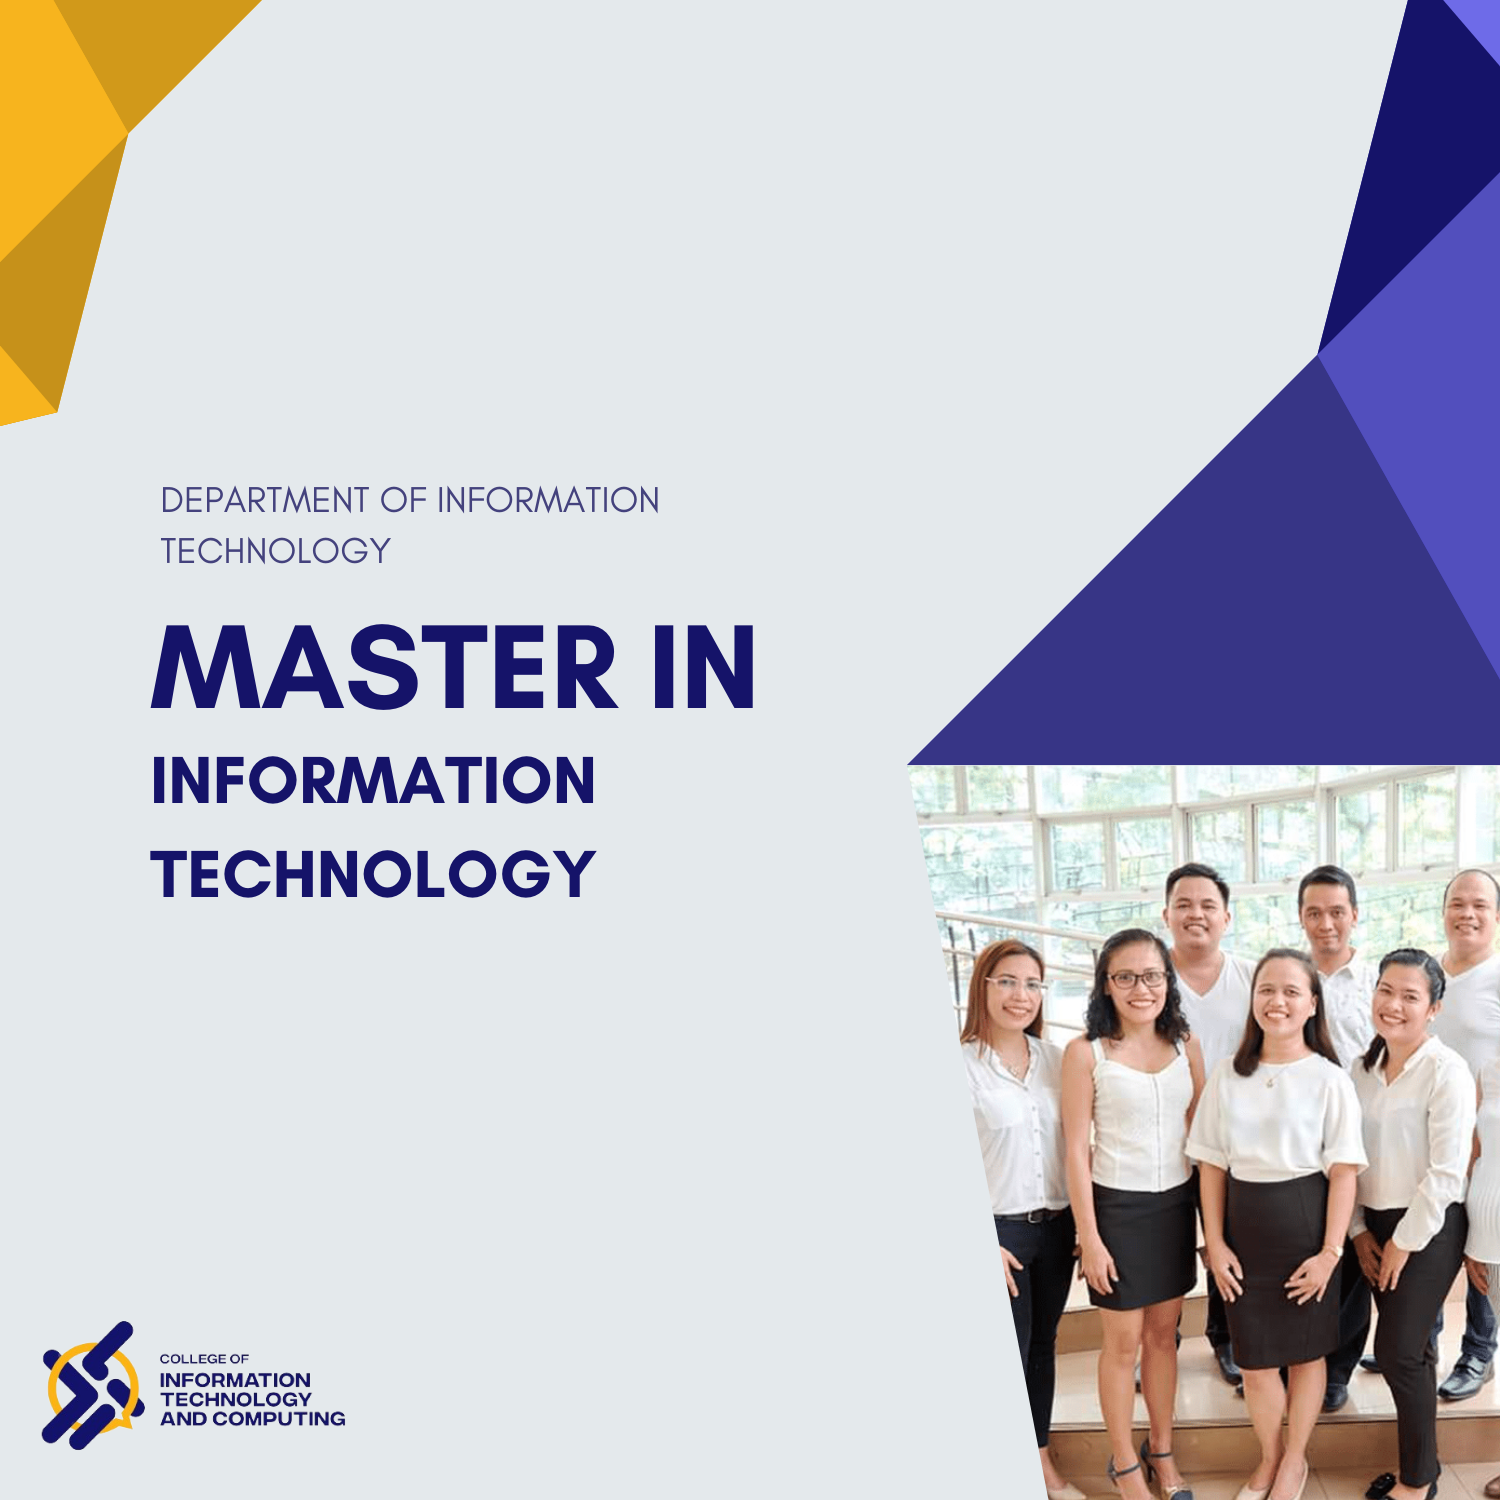 DEPARTMENT OF INFORMATION
TECHNOLOGY
MASTER IN
INFORMATION
TECHNOLOGY
COLLEGE OF
INFORMATION
TECHNOLOGY
AND COMPUTING